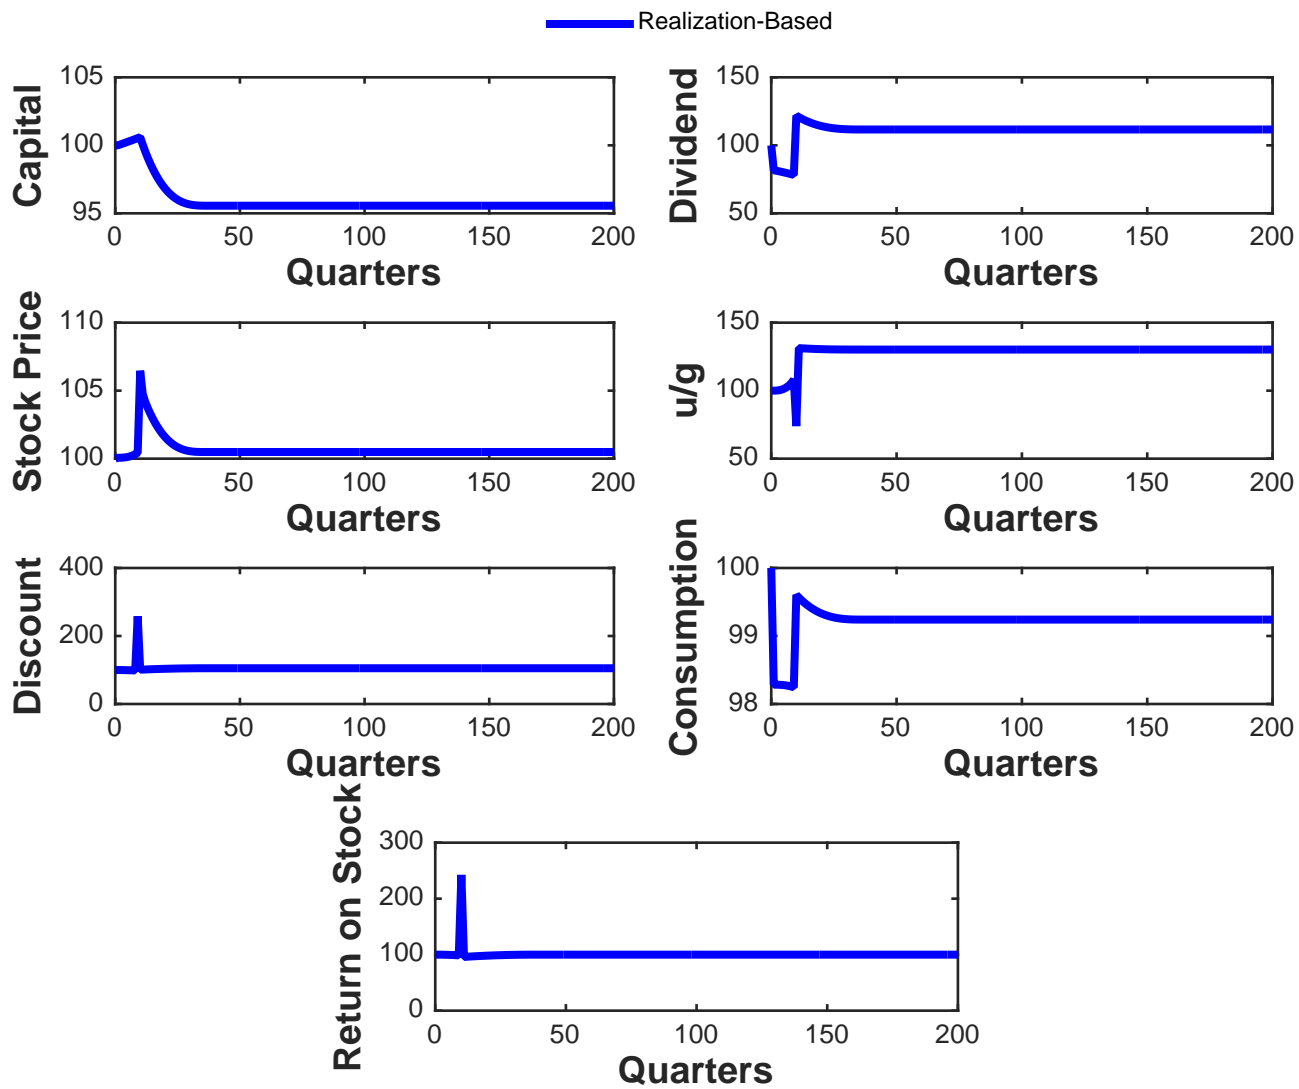 Realization-Based
Capital
105
100
95
0 50 100 150 200
Quarters
Dividend
150
100
50
0 50 100 150 200
Quarters
Stock Price
110
105
100
0 50 100 150 200
Quarters
u/g
150
100
50
0 50 100 150 200
Quarters
Discount
400
200
0
0 50 100 150 200
Quarters
Consumption
100
99
98
0 50 100 150 200
Quarters
Return on Stock
300
200
100
0
0 50 100 150 200
Quarters